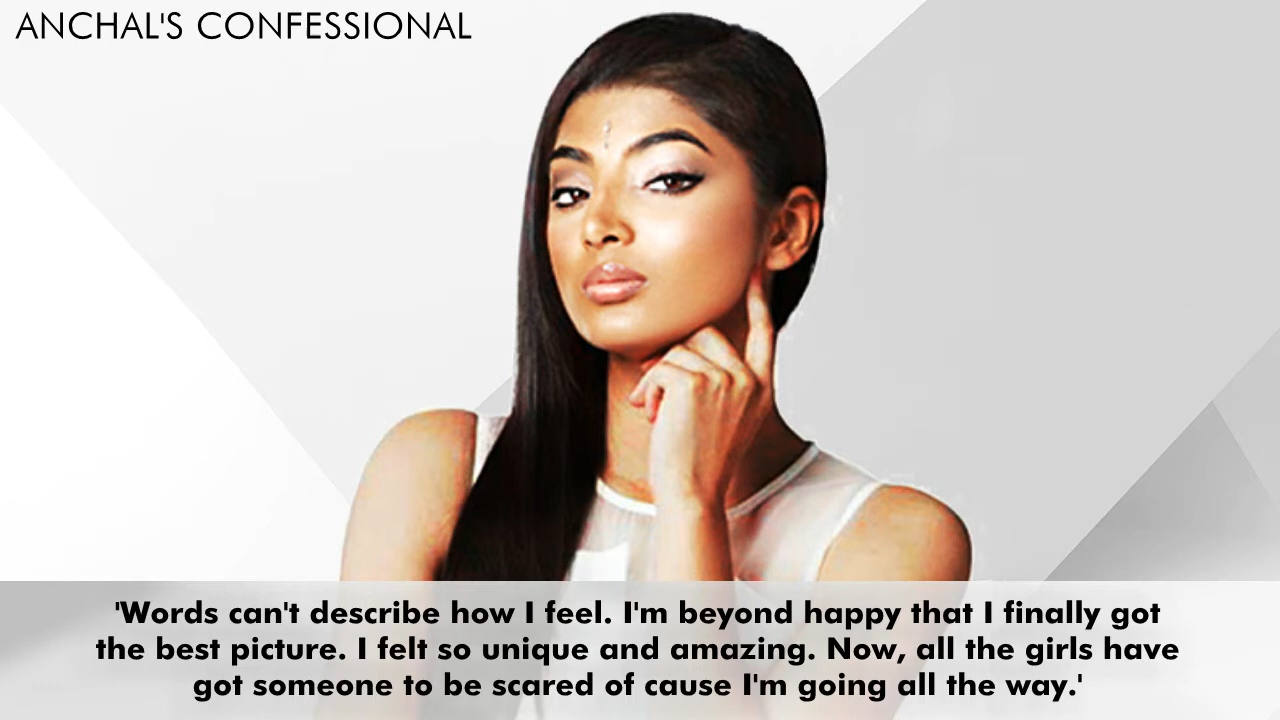 ANCHAL'S CONFESSIONAL
'Words can't describe how I feel. I'm beyond happy that I finally got
the best picture. I felt so unique and amazing. Now, all the girls have
got someone to be scared of cause I'm going all the way.'